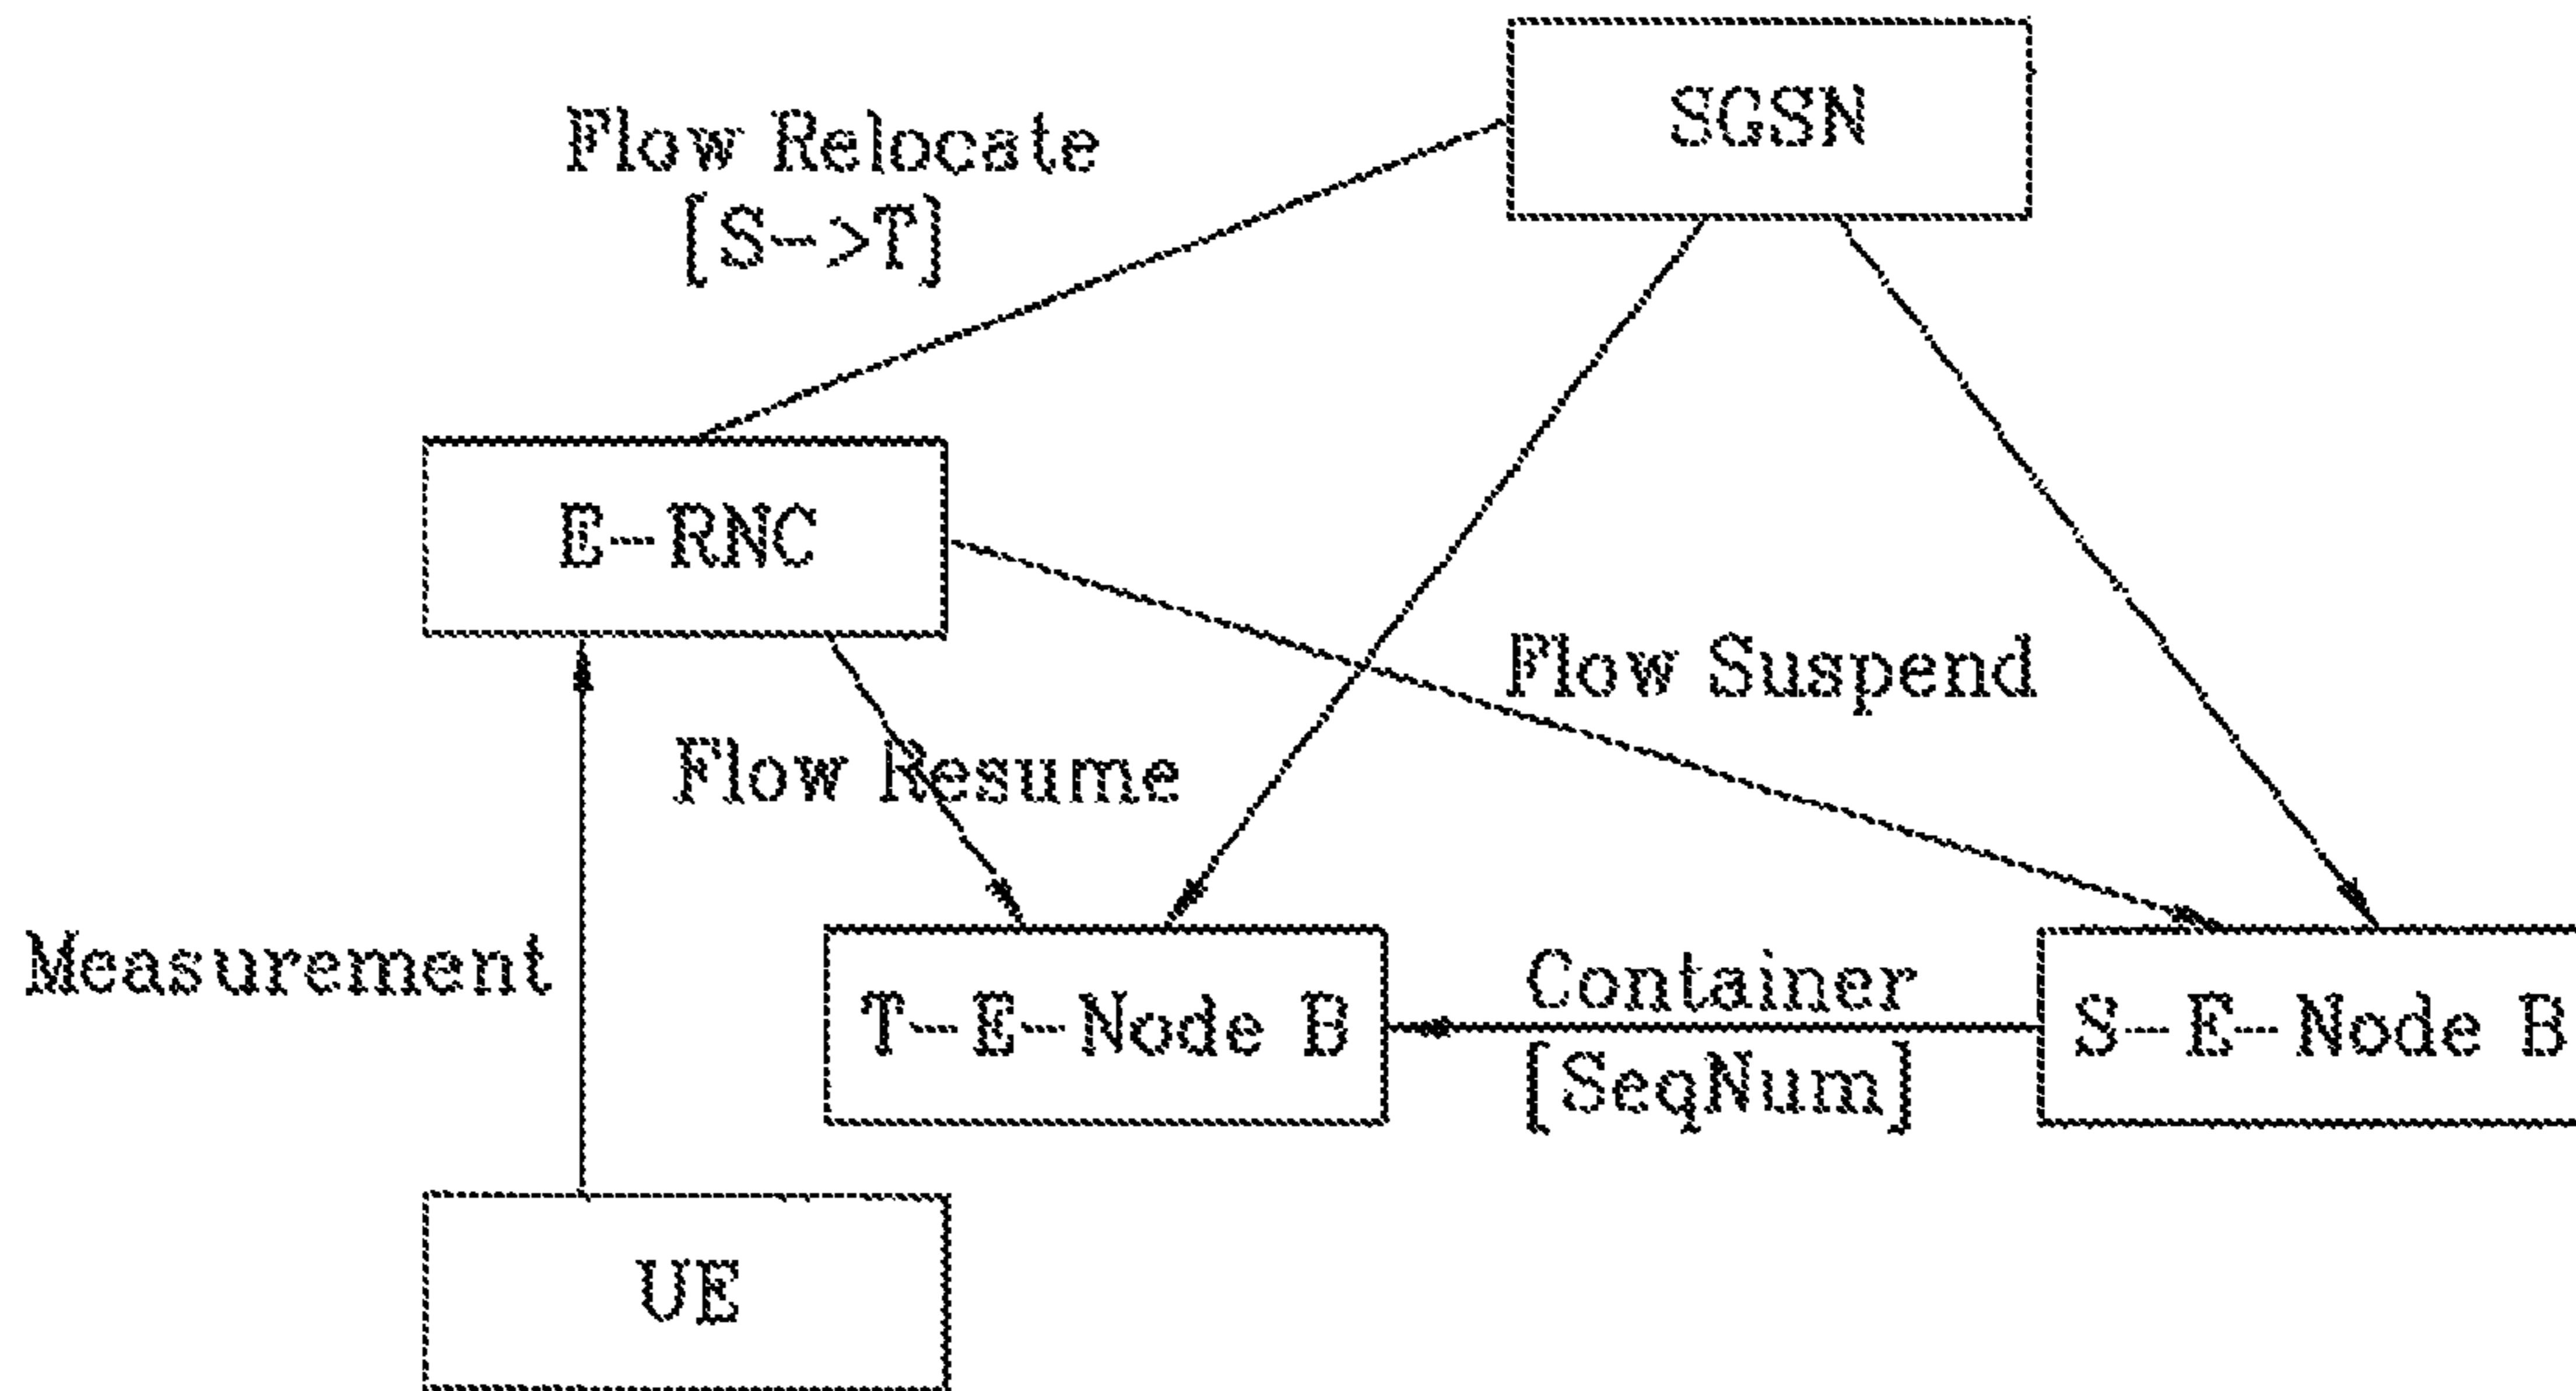 SGSN
Flow Relocate
[S->T]
E-RNC
Flow Suspend
Flow Resume
Measurement
Container
T-E-Node B
S-E-Node B
[SeqNum]
UE